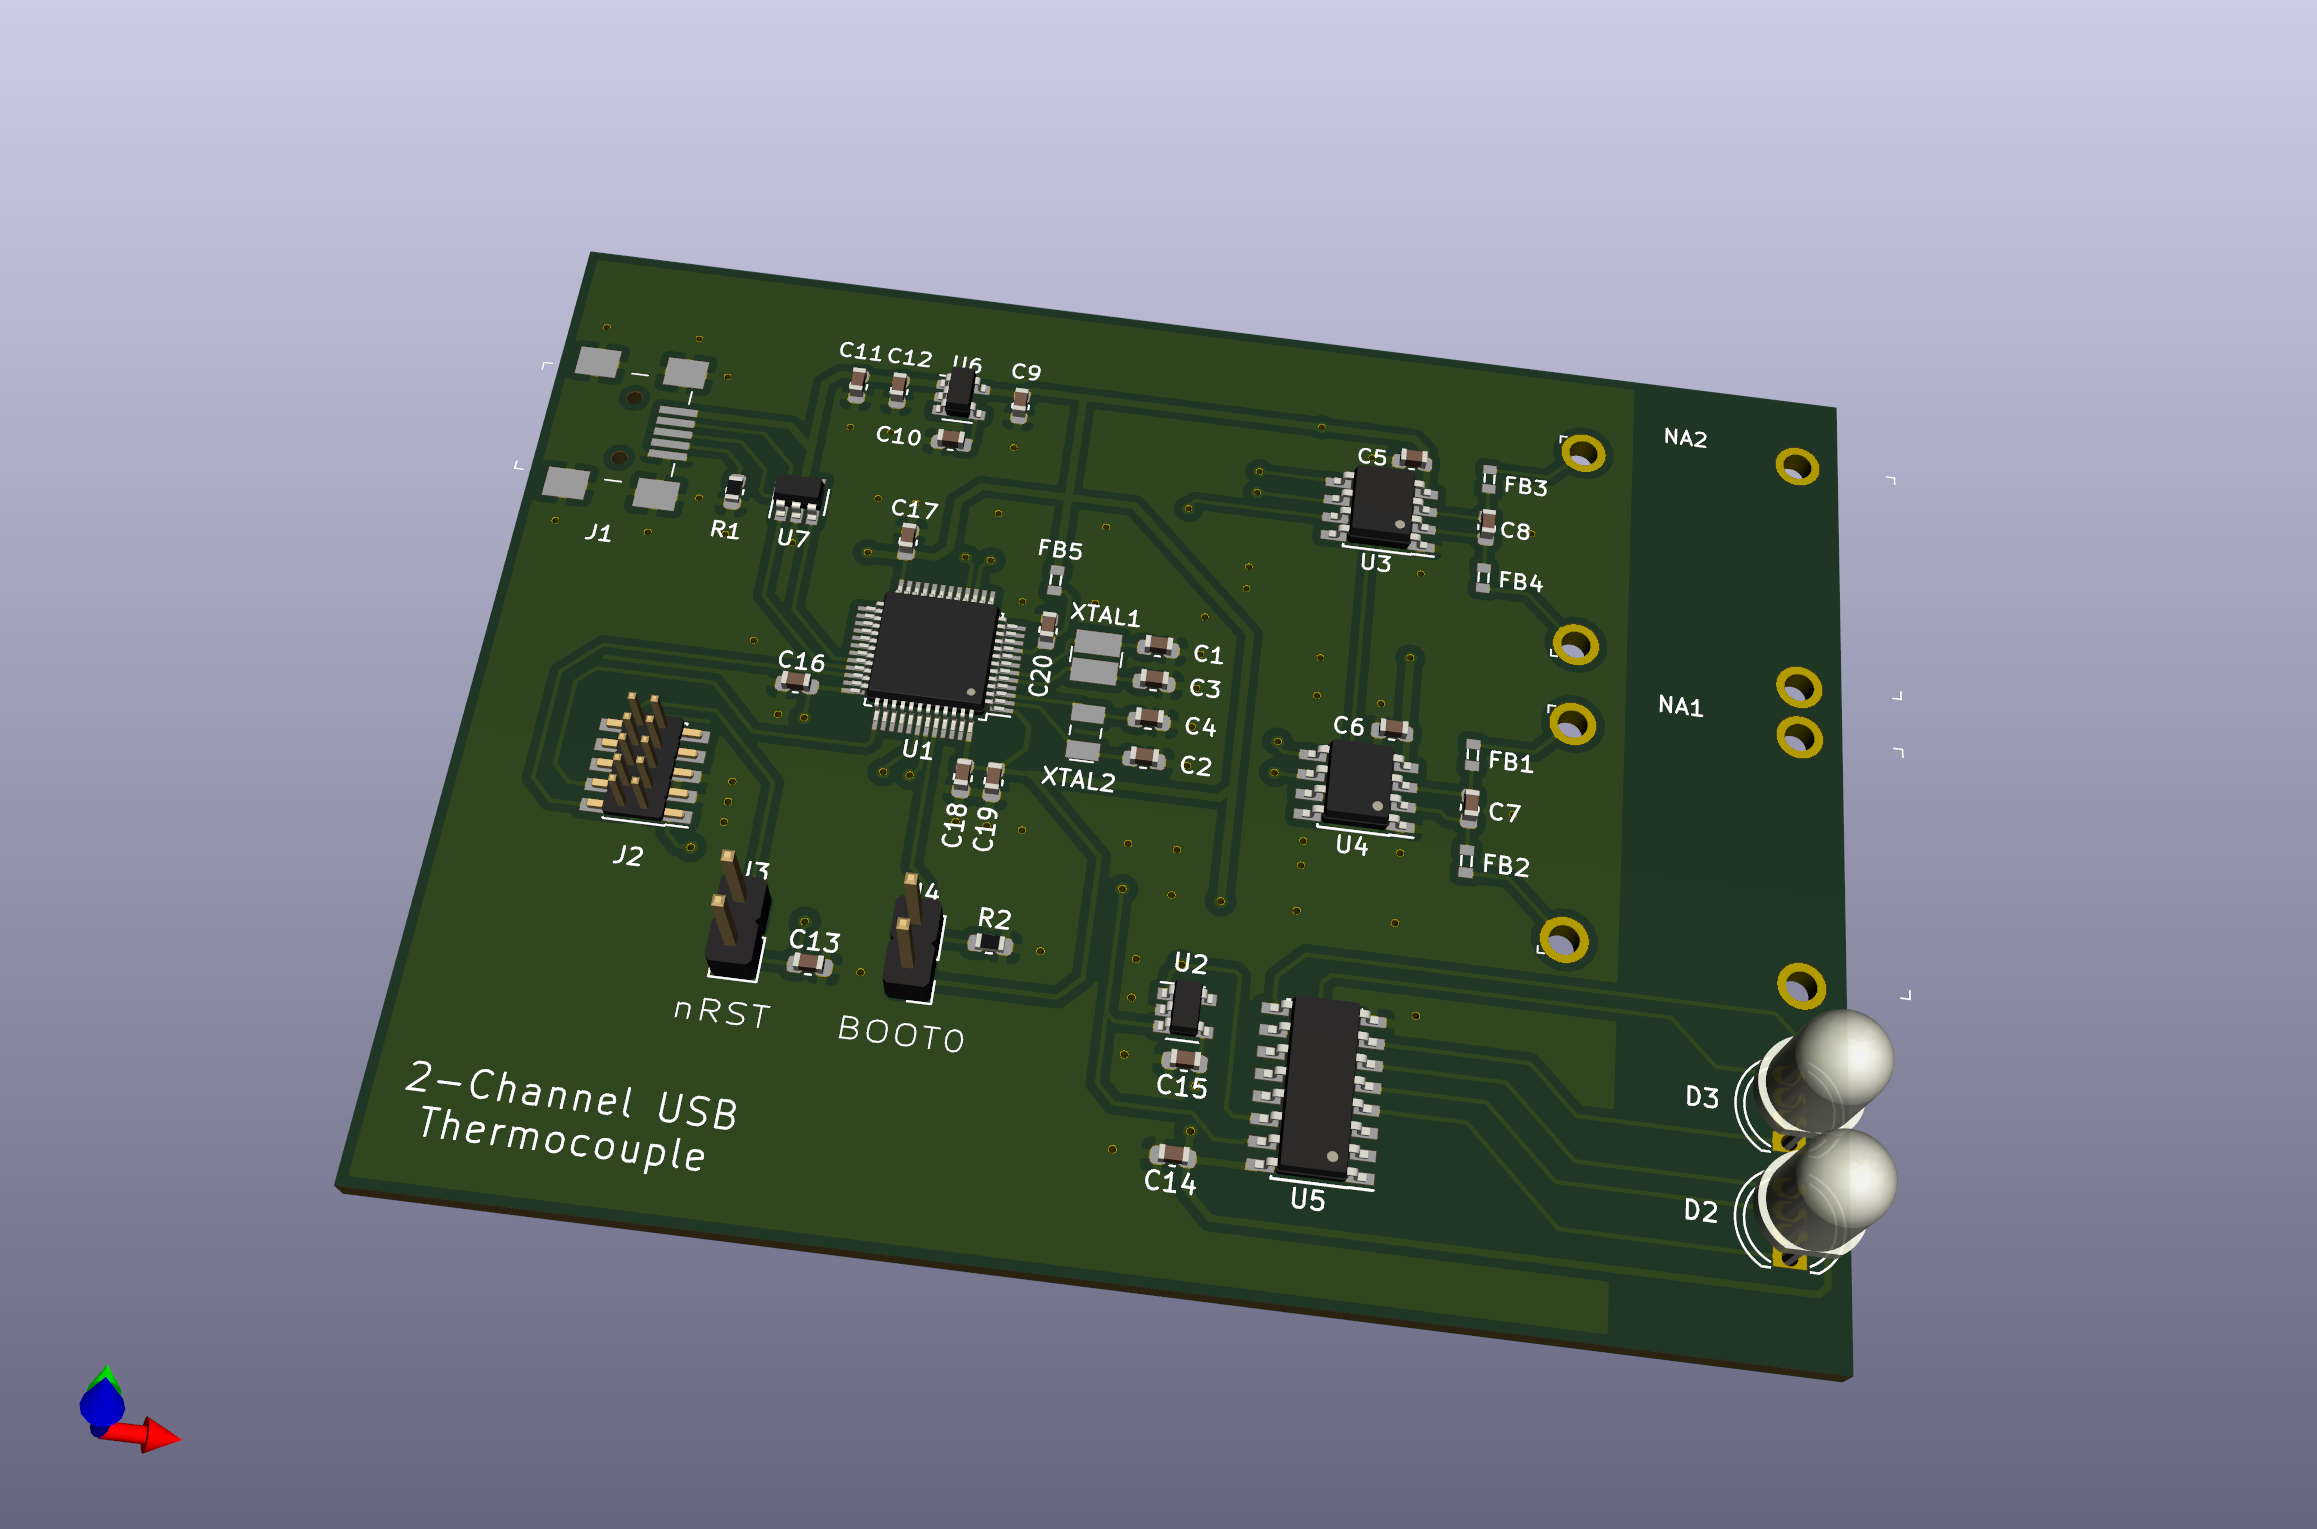 C11
C12
U6
C9
C10
NA2
C5
FB3
C17
J1
R1
U7
C8
FB5
U3
FB4
XTAL1
C1
C16
C20
C3
NA1
C4
C6
U1
C2
XTAL2
FB1
C7
C18
C19
U4
J2
J3
FB2
R2
C13
U2
nRST
BOOT0
C15
D3
2-Channel USB
Thermocouple
C14
U5
D2